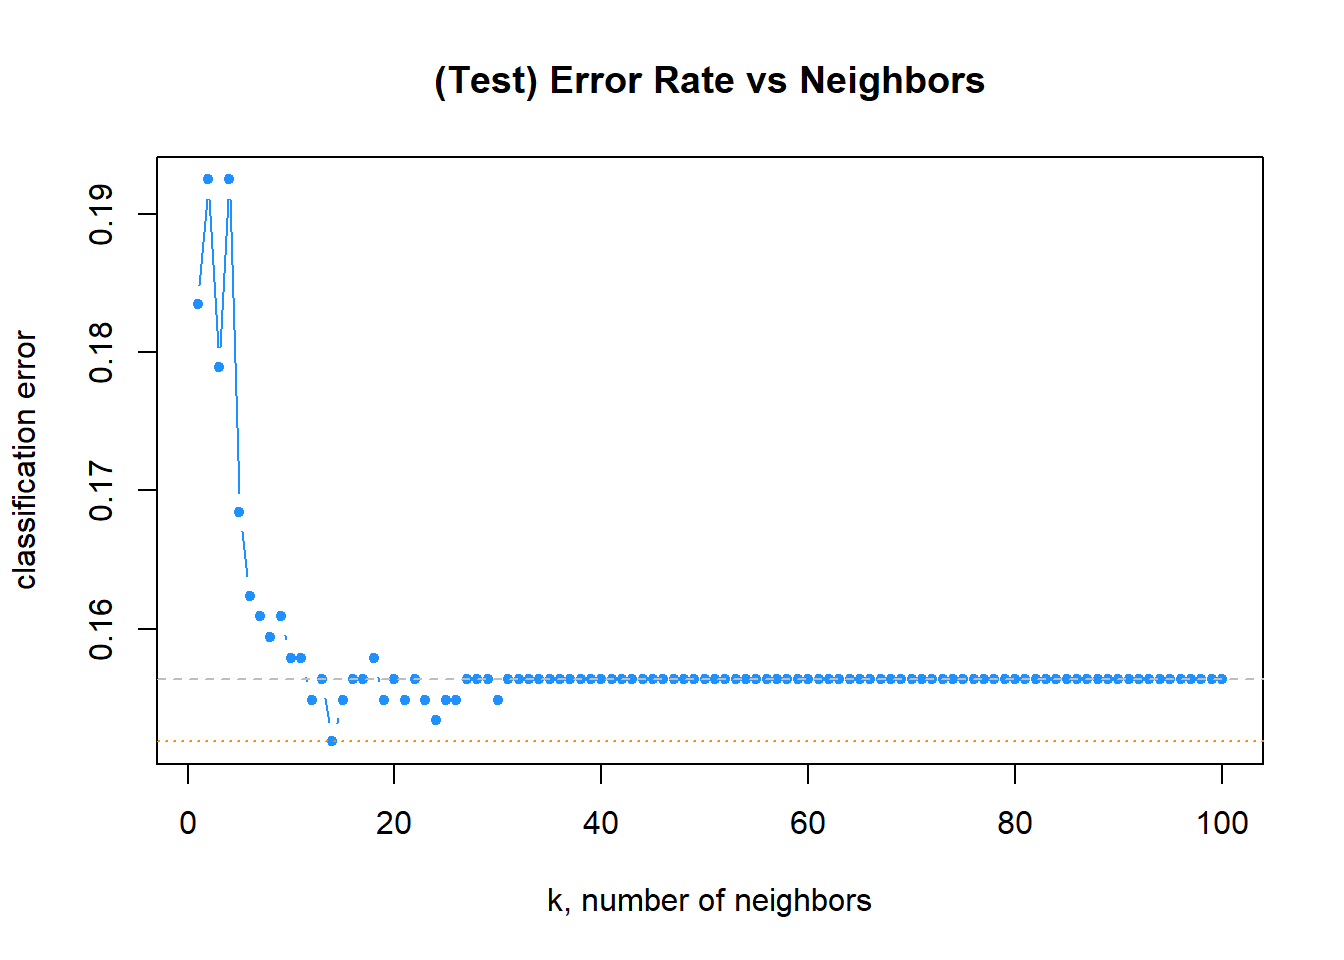 (Test) Error Rate vs Neighbors
classification error
0.19
0.18
0.17
0.16
0 20 40 60 80 100
k, number of neighbors